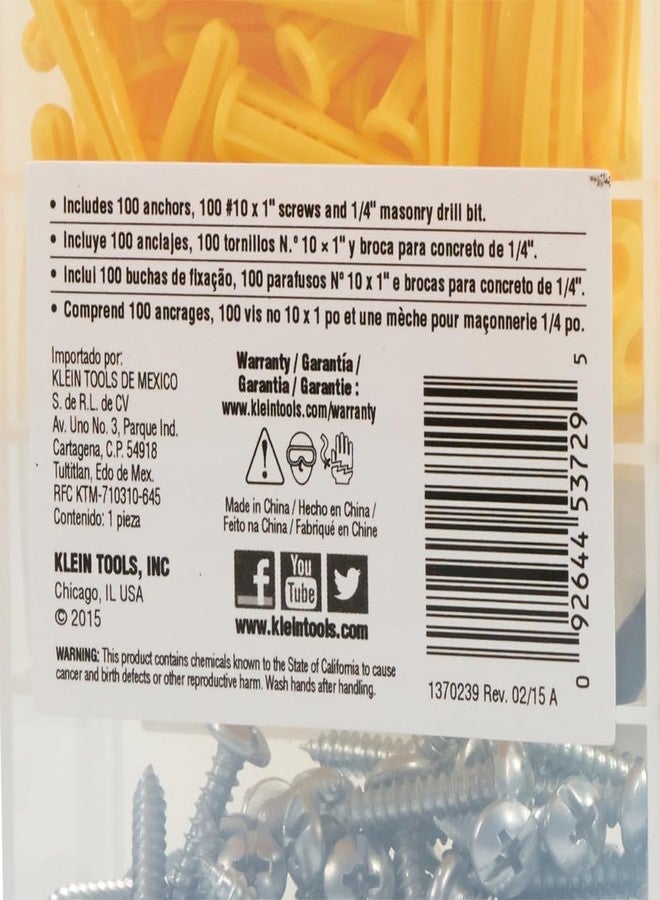 • Includes 100 anchors, 100 #10 x 1" screws and 1/4" masonry drill bit.
• Incluye 100 anclajes, 100 tornillos N.° 10 × 1" y broca para concreto de 1/4".
• Inclui 100 buchas de fixação, 100 parafusos Nº 10 x 1" e brocas para concreto de 1/4".
• Comprend 100 ancrages, 100 vis no 10 x 1 po et une mèche pour maçonnerie 1/4 po.
Importado por:
KLEIN TOOLS DE MEXICO
S. de R.L. de CV
Av. Uno No. 3, Parque Ind.
Cartagena, C.P. 54918
Tultitlan, Edo de Mex.
RFC KTM-710310-645
Contenido: 1 pieza
KLEIN TOOLS, INC
Chicago, IL USA
© 2015
Warranty / Garantía /
Garantia / Garantie :
www.kleintools.com/warranty
Made in China / Hecho en China /
Feito na China / Fabriqué en Chine
f
You
Tube
www.kleintools.com
0 92644 53729 5
1370239 Rev. 02/15 A
WARNING: This product contains chemicals known to the State of California to cause
cancer and birth defects or other reproductive harm. Wash hands after handling.